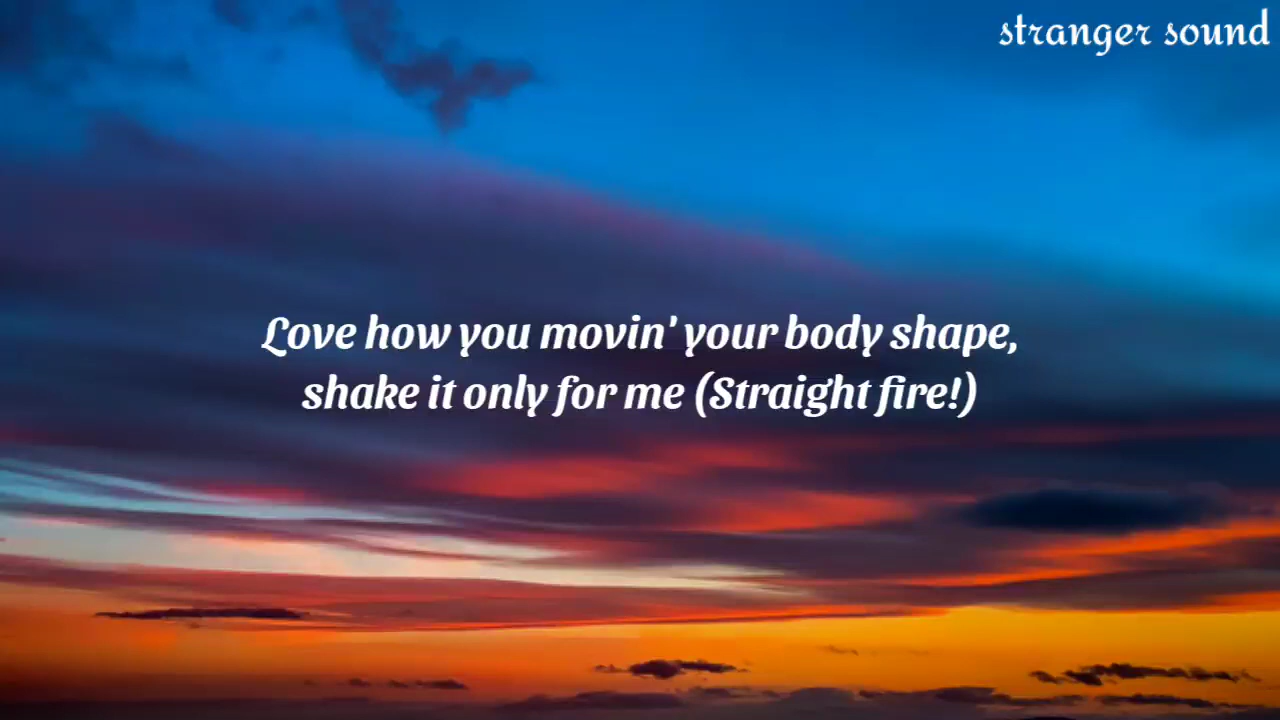 stranger sound
Love how you movin' your body shape,
shake it only for me (Straight fire!)